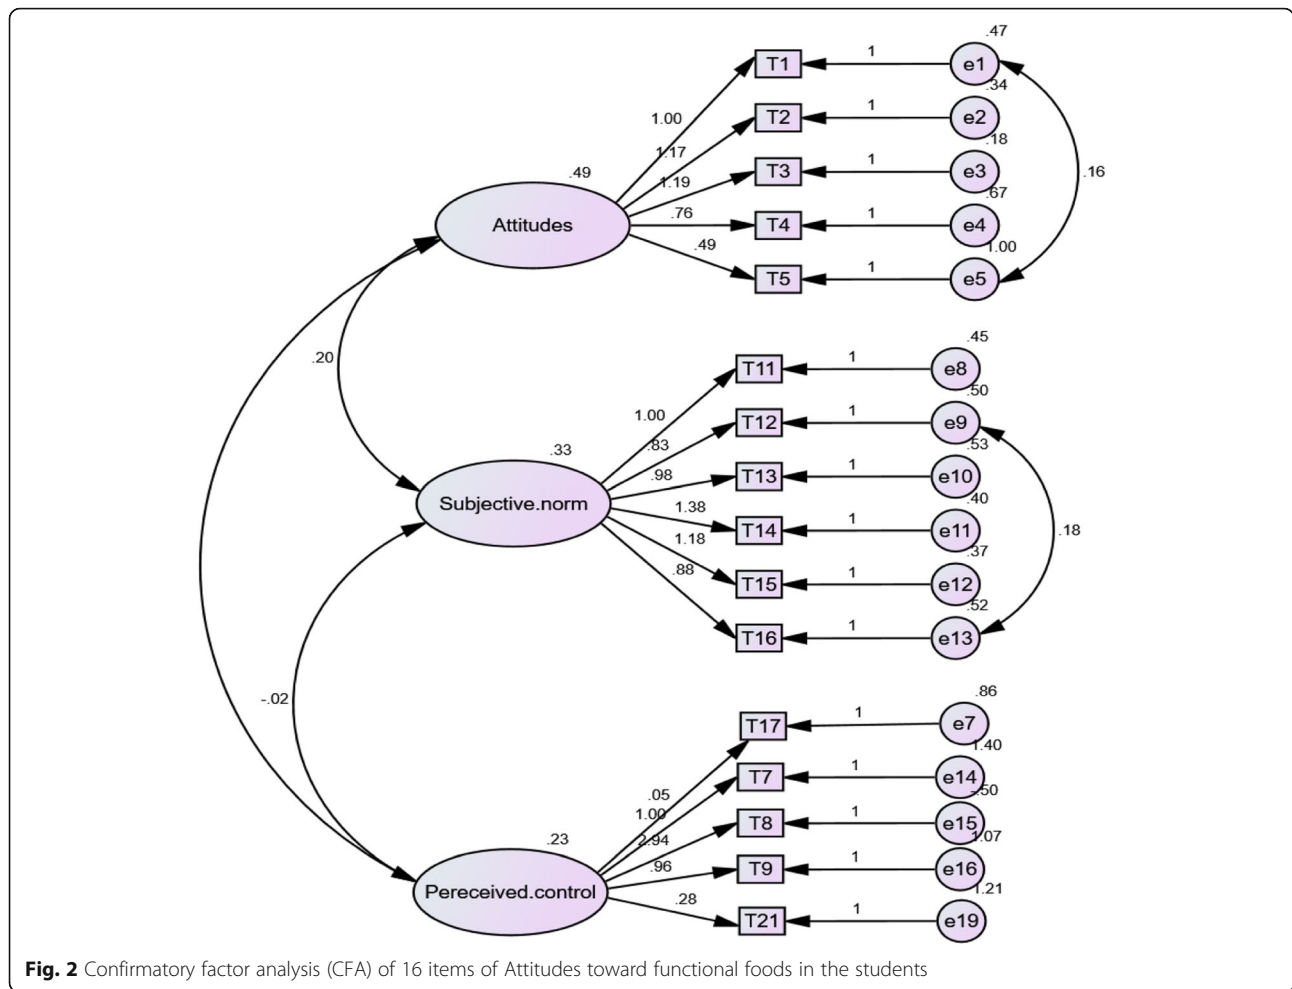 .47
T1
1
e1
.34
1.00
T2
1
e2
.18
1.17
.49
T3
1
e3
.16
1.19
.67
Attitudes
.76
T4
1
e4
1.00
.49
T5
1
e5
.20
.45
T11
1
e8
.50
1.00
T12
1
e9
.53
.83
.33
T13
1
e10
.98
.40
Subjective.norm
1.38
T14
1
e11
.18
.37
1.18
T15
1
e12
.52
.88
T16
1
e13
-.02
.86
T17
1
e7
1.40
.05
T7
1
e14
-.50
1.00
T8
1
e15
1.07
2.94
.23
T9
1
e16
.96
1.21
Pereceived.control
.28
T21
1
e19
Fig. 2 Confirmatory factor analysis (CFA) of 16 items of Attitudes toward functional foods in the students